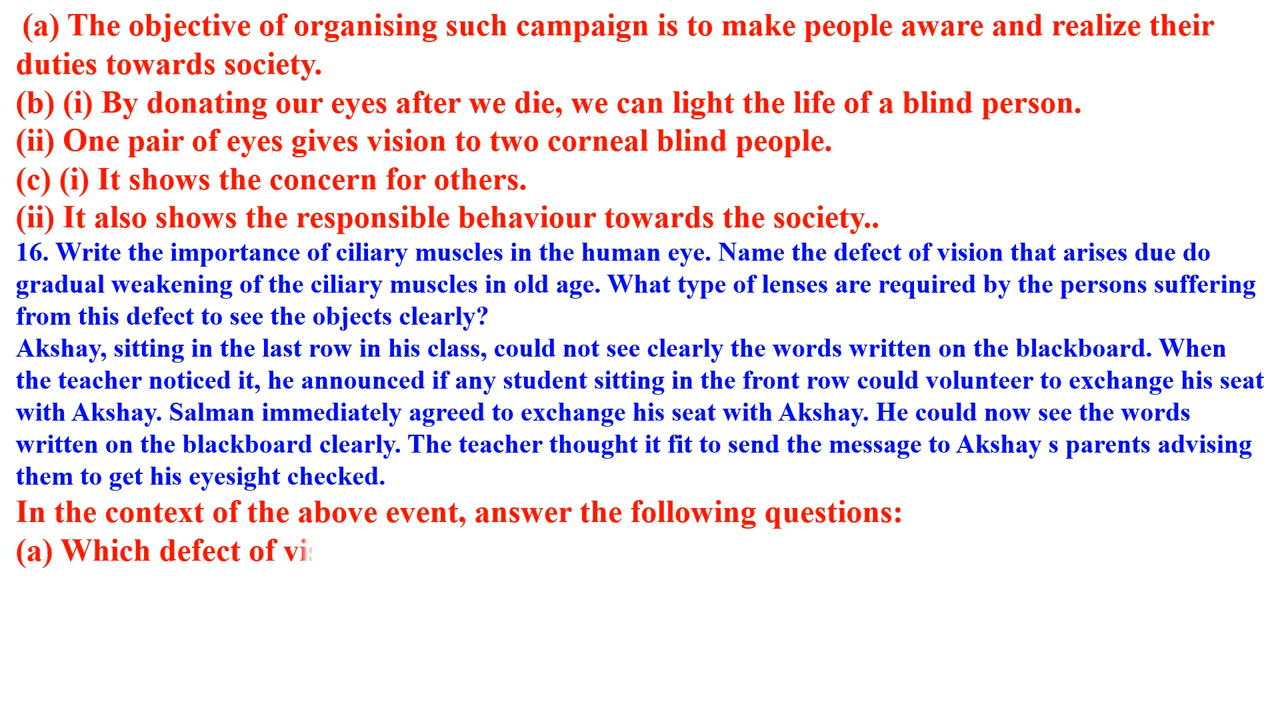 (a) The objective of organising such campaign is to make people aware and realize their
duties towards society.
(b) (i) By donating our eyes after we die, we can light the life of a blind person.
(ii) One pair of eyes gives vision to two corneal blind people.
(c) (i) It shows the concern for others.
(ii) It also shows the responsible behaviour towards the society..
16. Write the importance of ciliary muscles in the human eye. Name the defect of vision that arises due do
gradual weakening of the ciliary muscles in old age. What type of lenses are required by the persons suffering
from this defect to see the objects clearly?
Akshay, sitting in the last row in his class, could not see clearly the words written on the blackboard. When
the teacher noticed it, he announced if any student sitting in the front row could volunteer to exchange his seat
with Akshay. Salman immediately agreed to exchange his seat with Akshay. He could now see the words
written on the blackboard clearly. The teacher thought it fit to send the message to Akshay s parents advising
them to get his eyesight checked.
In the context of the above event, answer the following questions:
(a) Which defect of